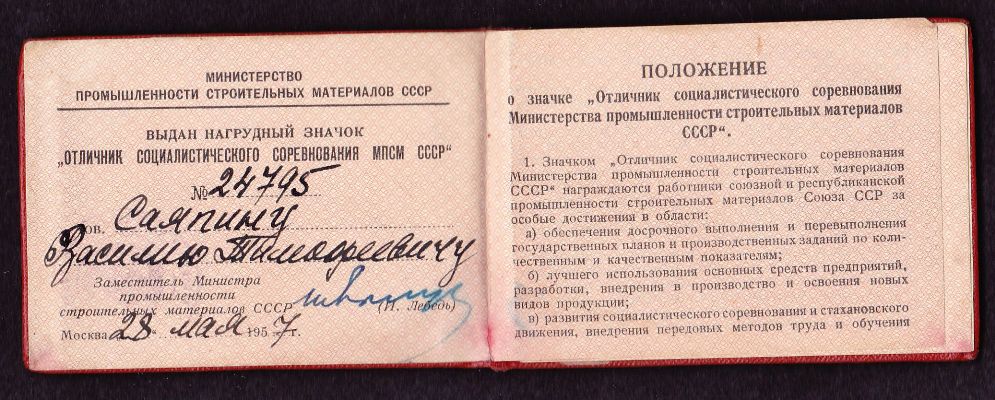 МИНИСТЕРСТВО
ПРОМЫШЛЕННОСТИ СТРОИТЕЛЬНЫХ МАТЕРИАЛОВ СССР
ВЫДАН НАГРУДНЫЙ ЗНАЧОК
„ОТЛИЧНИК СОЦИАЛИСТИЧЕСКОГО СОРЕВНОВАНИЯ МПСМ СССР“
№ 24795
тов. Саяпину
Василию Тимофеевичу
Заместитель Министра
промышленности
строительных материалов СССР (И. Лебедь)
Москва 28 мая 1957 г.
ПОЛОЖЕНИЕ
о значке „Отличник социалистического соревнования
Министерства промышленности строительных материалов
СССР“.
1. Значком „Отличник социалистического соревнования
Министерства промышленности строительных материалов
СССР“ награждаются работники союзной и республиканской
промышленности строительных материалов Союза ССР за
особые достижения в области:
а) обеспечения досрочного выполнения и перевыполнения
государственных планов и производственных заданий по коли-
чественным и качественным показателям;
б) лучшего использования основных средств предприятий,
разработки, внедрения в производство и освоения новых
видов продукции;
в) развития социалистического соревнования и стахановского
движения, внедрения передовых методов труда и обучения